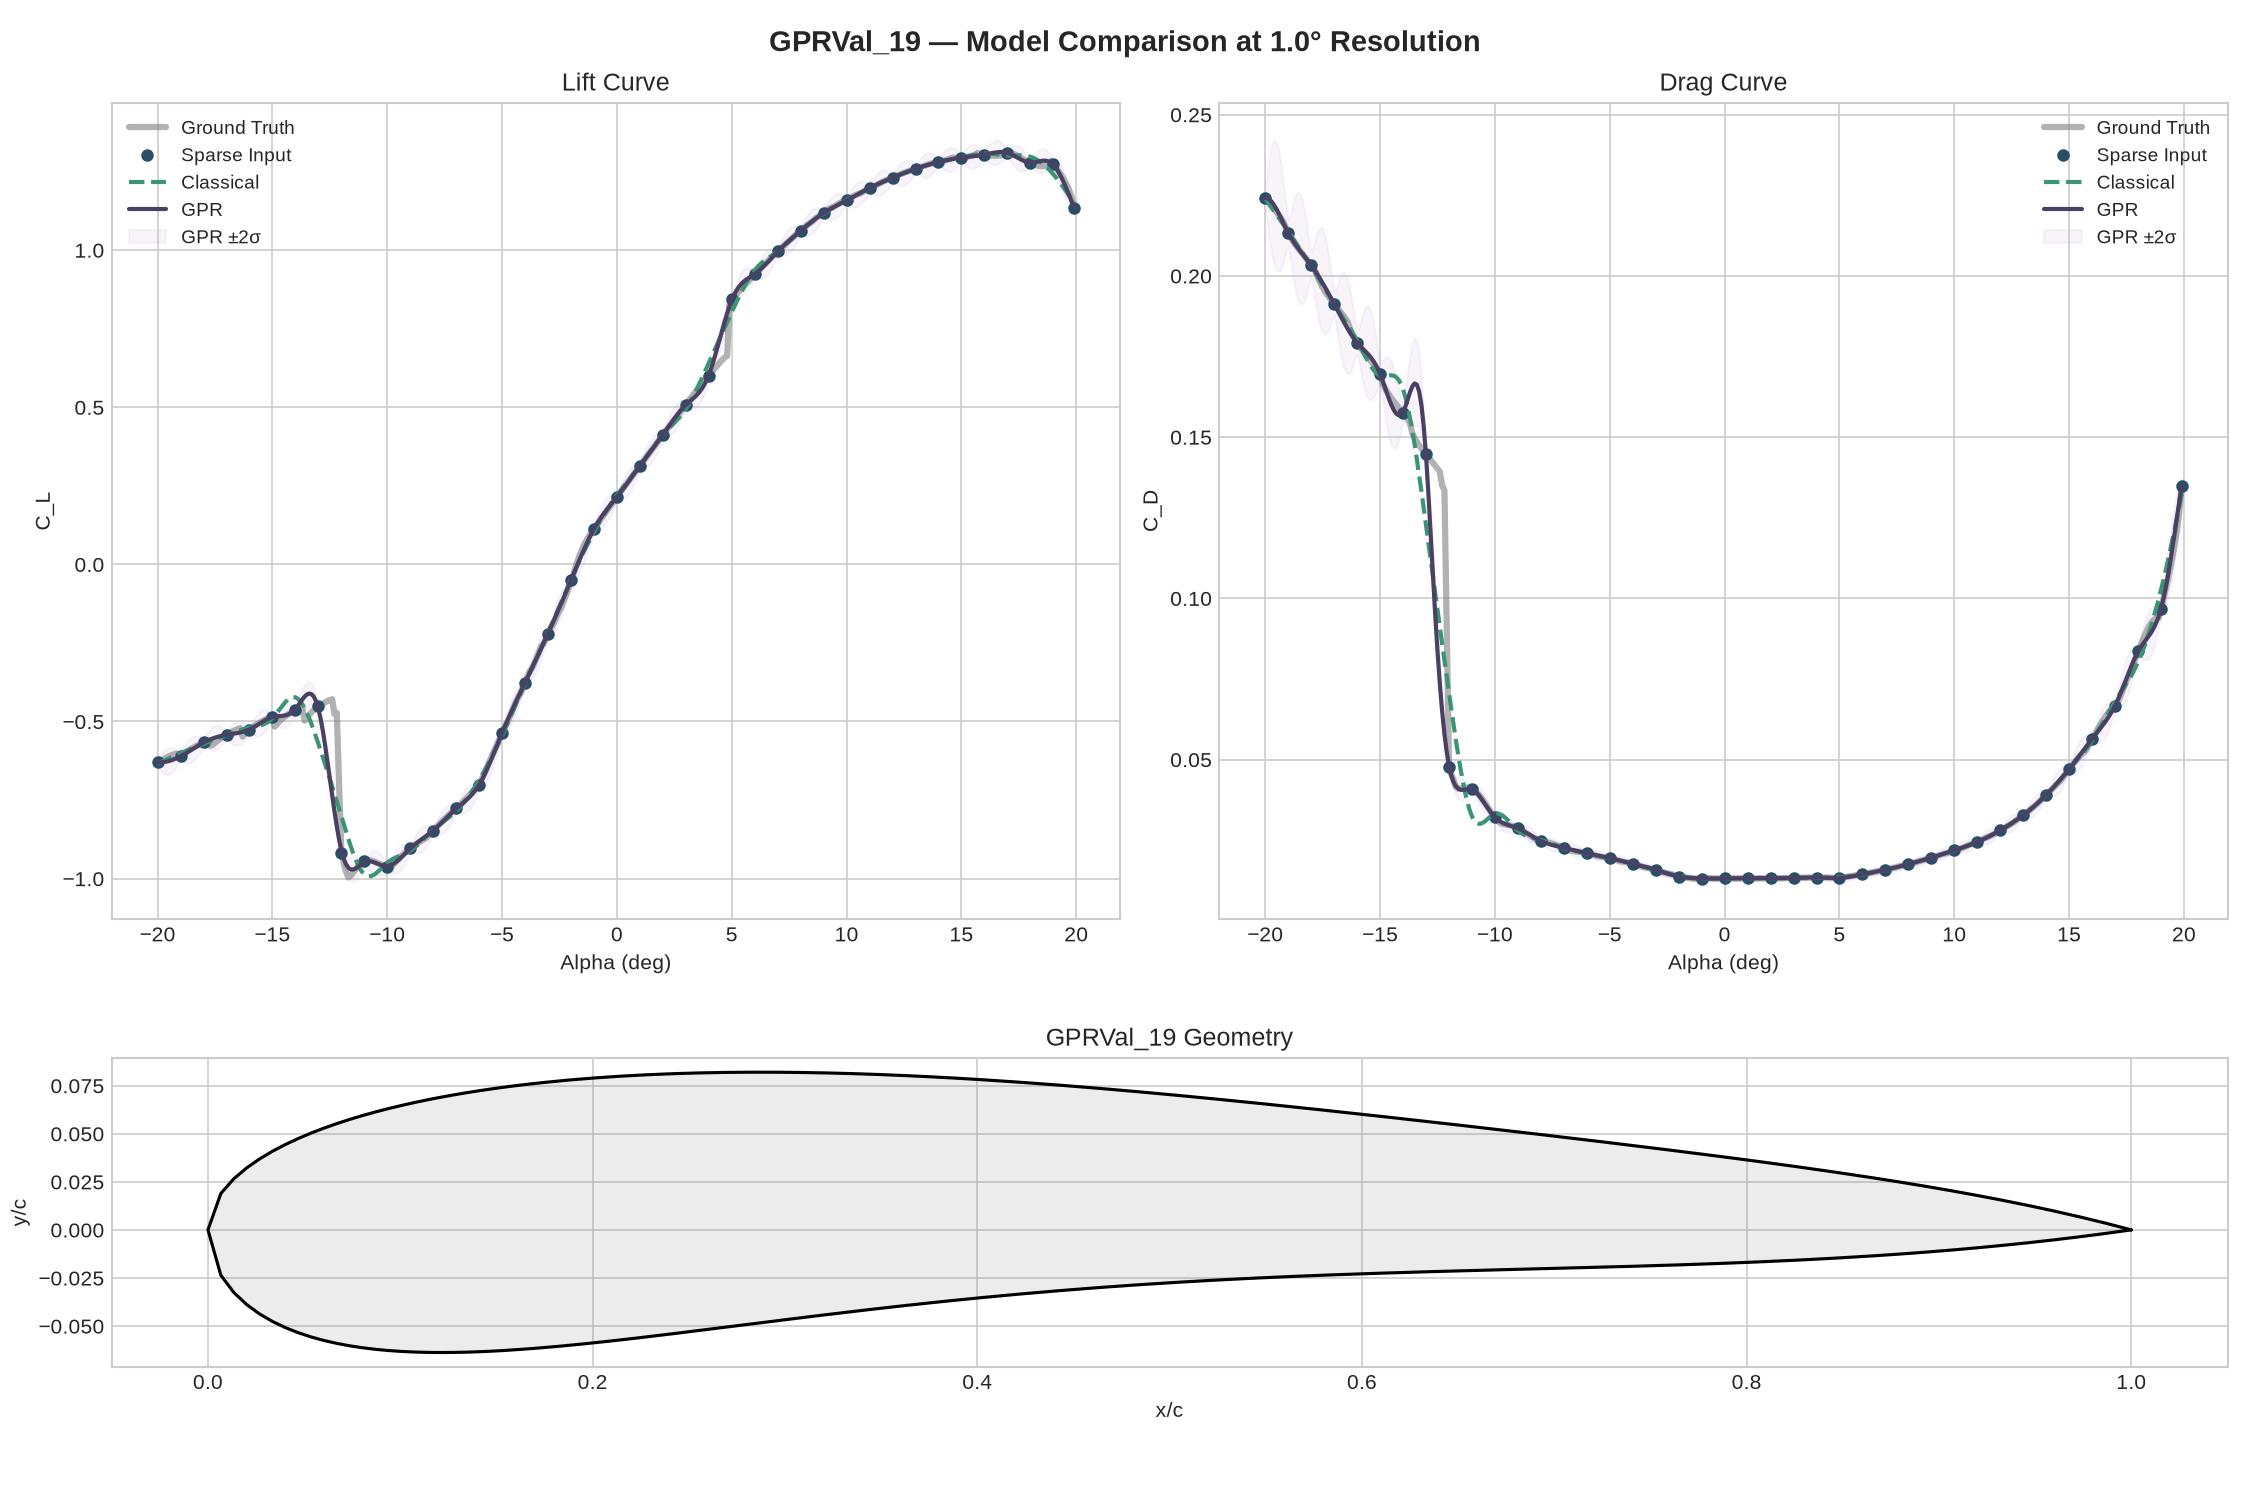 GPRVal_19 — Model Comparison at 1.0° Resolution
Lift Curve
Ground Truth
Sparse Input
Classical
GPR
GPR ±2σ
C_L
1.0
0.5
0.0
−0.5
−1.0
−20 −15 −10 −5 0 5 10 15 20
Alpha (deg)
Drag Curve
Ground Truth
Sparse Input
Classical
GPR
GPR ±2σ
C_D
0.25
0.20
0.15
0.10
0.05
−20 −15 −10 −5 0 5 10 15 20
Alpha (deg)
GPRVal_19 Geometry
y/c
0.075
0.050
0.025
0.000
−0.025
−0.050
0.0 0.2 0.4 0.6 0.8 1.0
x/c